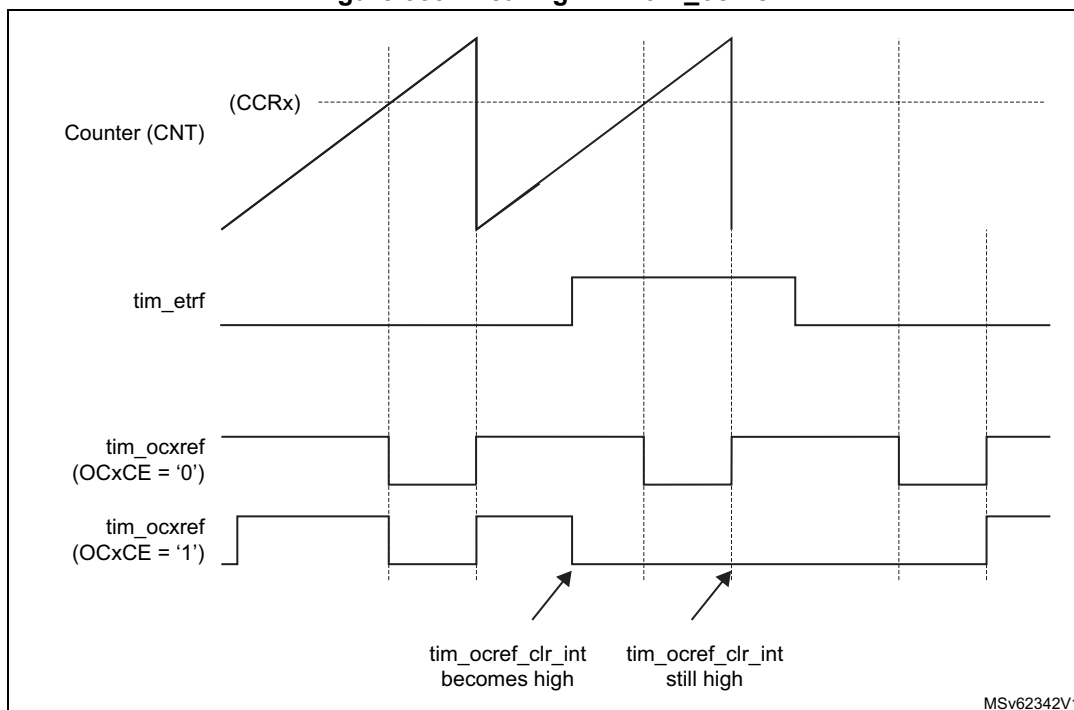 (CCRx)
Counter (CNT)
tim_etrf
tim_ocxref
(OCxCE = ‘0’)
tim_ocxref
(OCxCE = ‘1’)
tim_ocref_clr_int
becomes high
tim_ocref_clr_int
still high
MSv62342V1